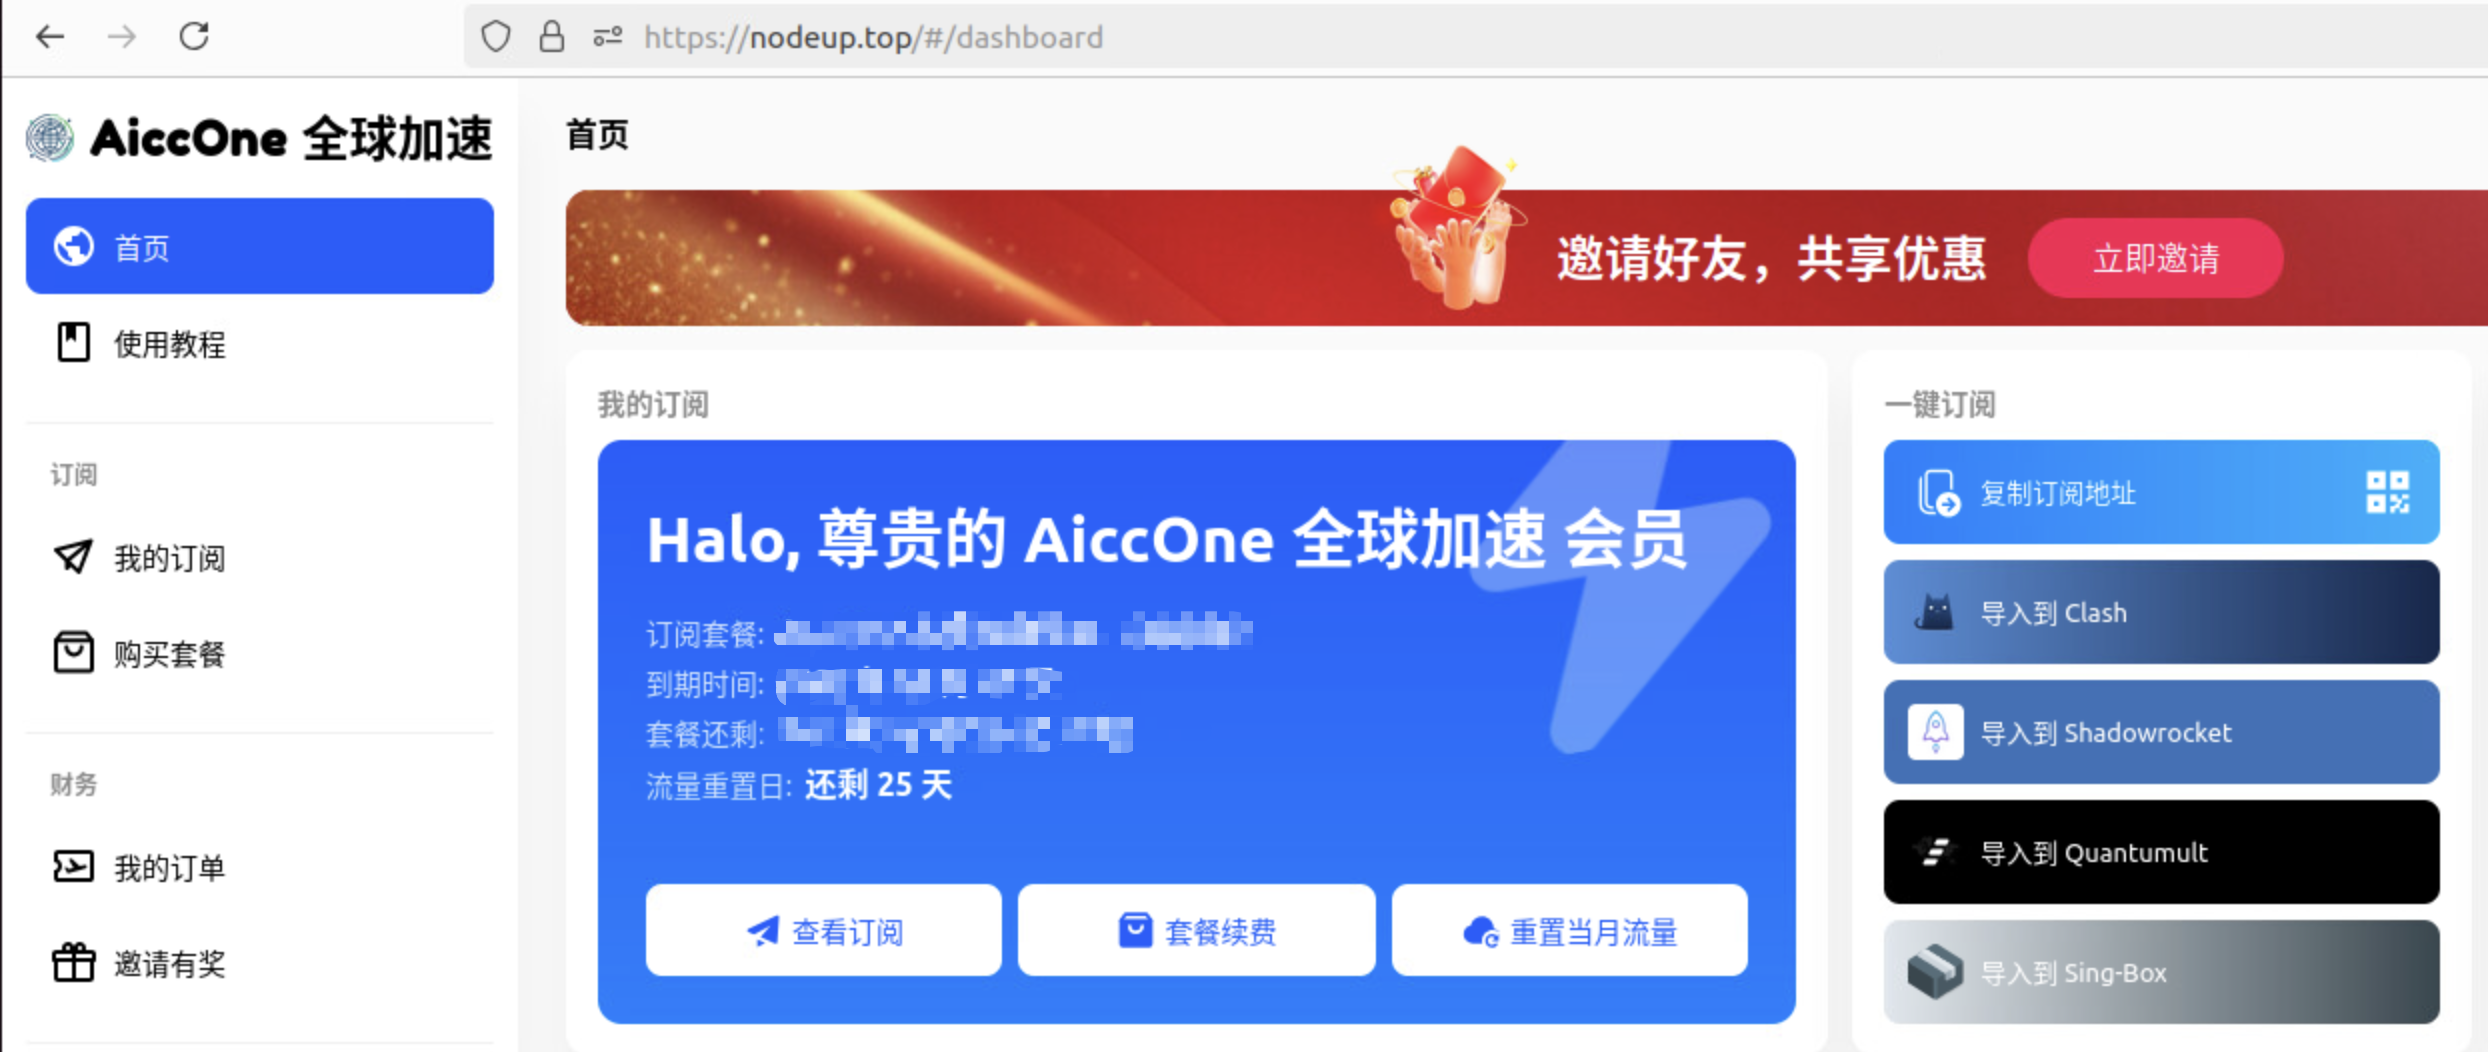 https://nodeup.top/#/dashboard
AiccOne 全球加速
首页
使用教程
订阅
我的订阅
购买套餐
财务
我的订单
邀请有奖
首页
邀请好友，共享优惠
立即邀请
我的订阅
Halo, 尊贵的 AiccOne 全球加速 会员
订阅套餐:
到期时间:
套餐还剩:
流量重置日: 还剩 25 天
查看订阅
套餐续费
重置当月流量
一键订阅
复制订阅地址
导入到 Clash
导入到 Shadowrocket
导入到 Quantumult
导入到 Sing-Box